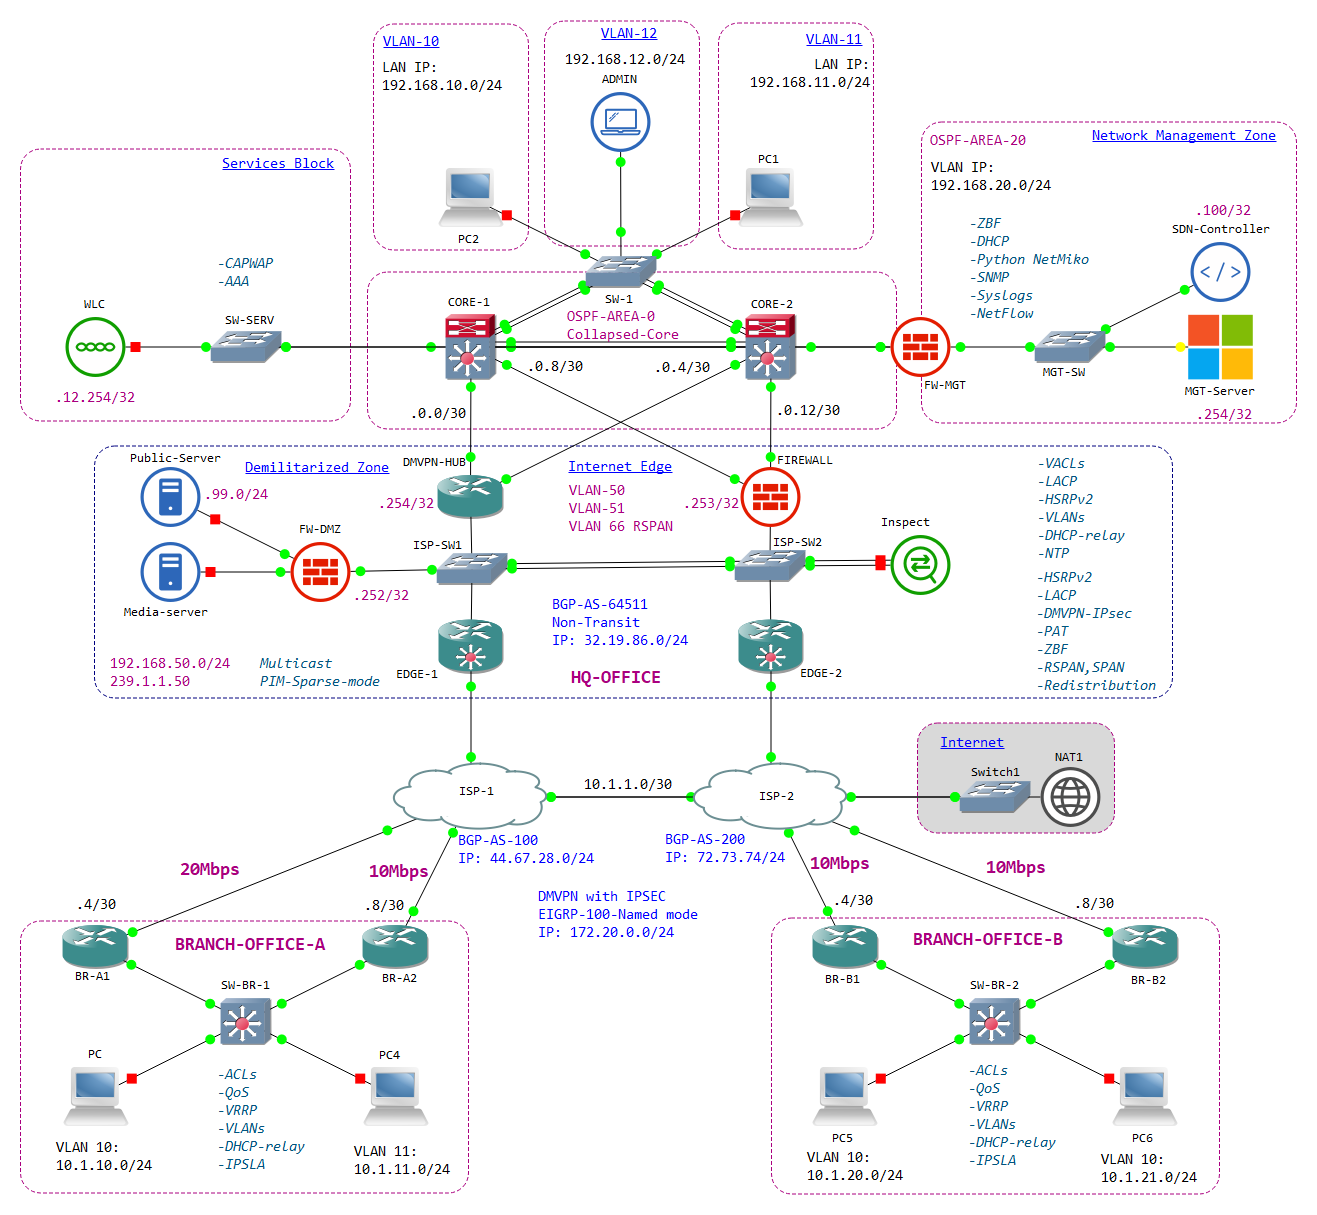 VLAN-10
LAN IP:
192.168.10.0/24
PC2
VLAN-12
192.168.12.0/24
ADMIN
VLAN-11
LAN IP:
192.168.11.0/24
PC1
Services Block
-CAPWAP
-AAA
WLC
SW-SERV
.12.254/32
SW-1
CORE-1
CORE-2
OSPF-AREA-0
Collapsed-Core
.0.8/30
.0.4/30
.0.0/30
.0.12/30
OSPF-AREA-20
Network Management Zone
VLAN IP:
192.168.20.0/24
-ZBF
-DHCP
-Python NetMiko
-SNMP
-Syslogs
-NetFlow
.100/32
SDN-Controller
FW-MGT
MGT-SW
MGT-Server
.254/32
Public-Server
Demilitarized Zone
.99.0/24
FW-DMZ
Media-server
.252/32
192.168.50.0/24
239.1.1.50
Multicast
PIM-Sparse-mode
DMVPN-HUB
.254/32
Internet Edge
VLAN-50
VLAN-51
VLAN 66 RSPAN
FIREWALL
.253/32
ISP-SW1
ISP-SW2
Inspect
BGP-AS-64511
Non-Transit
IP: 32.19.86.0/24
EDGE-1
HQ-OFFICE
EDGE-2
-VACLs
-LACP
-HSRPv2
-VLANs
-DHCP-relay
-NTP
-HSRPv2
-LACP
-DMVPN-IPsec
-PAT
-ZBF
-RSPAN,SPAN
-Redistribution
ISP-1
10.1.1.0/30
ISP-2
Internet
Switch1
NAT1
BGP-AS-100
IP: 44.67.28.0/24
BGP-AS-200
IP: 72.73.74/24
20Mbps
10Mbps
10Mbps
10Mbps
DMVPN with IPSEC
EIGRP-100-Named mode
IP: 172.20.0.0/24
.4/30
.8/30
.4/30
.8/30
BRANCH-OFFICE-A
BR-A1
BR-A2
SW-BR-1
PC
PC4
-ACLs
-QoS
-VRRP
-VLANs
-DHCP-relay
-IPSLA
VLAN 10:
10.1.10.0/24
VLAN 11:
10.1.11.0/24
BRANCH-OFFICE-B
BR-B1
BR-B2
SW-BR-2
-ACLs
-QoS
-VRRP
-VLANs
-DHCP-relay
-IPSLA
PC5
VLAN 10:
10.1.20.0/24
PC6
VLAN 10:
10.1.21.0/24